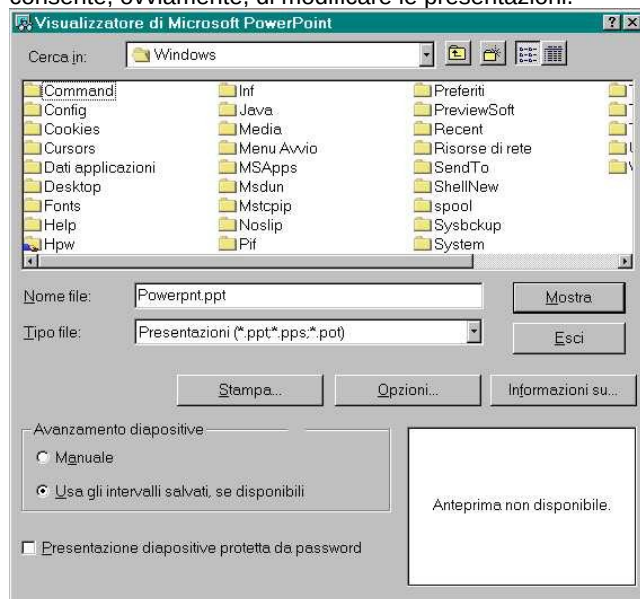 consente, ovviamente, di modificare le presentazioni.
Visualizzatore di Microsoft PowerPoint
Cerca in: Windows
Command Inf Preferiti
Config Java PreviewSoft
Cookies Media Recent
Cursors Menu Avvio Risorse di rete
Dati applicazioni MSApps SendTo
Desktop Msdun ShellNew
Fonts Mstcpip spool
Help Noslip Sysbckup
Hpw Pif System
Nome file: Powerpnt.ppt Mostra
Tipo file: Presentazioni (*.ppt;*.pps;*.pot) Esci
Stampa... Opzioni... Informazioni su...
Avanzamento diapositive
Manuale
Usa gli intervalli salvati, se disponibili
Anteprima non disponibile.
Presentazione diapositive protetta da password